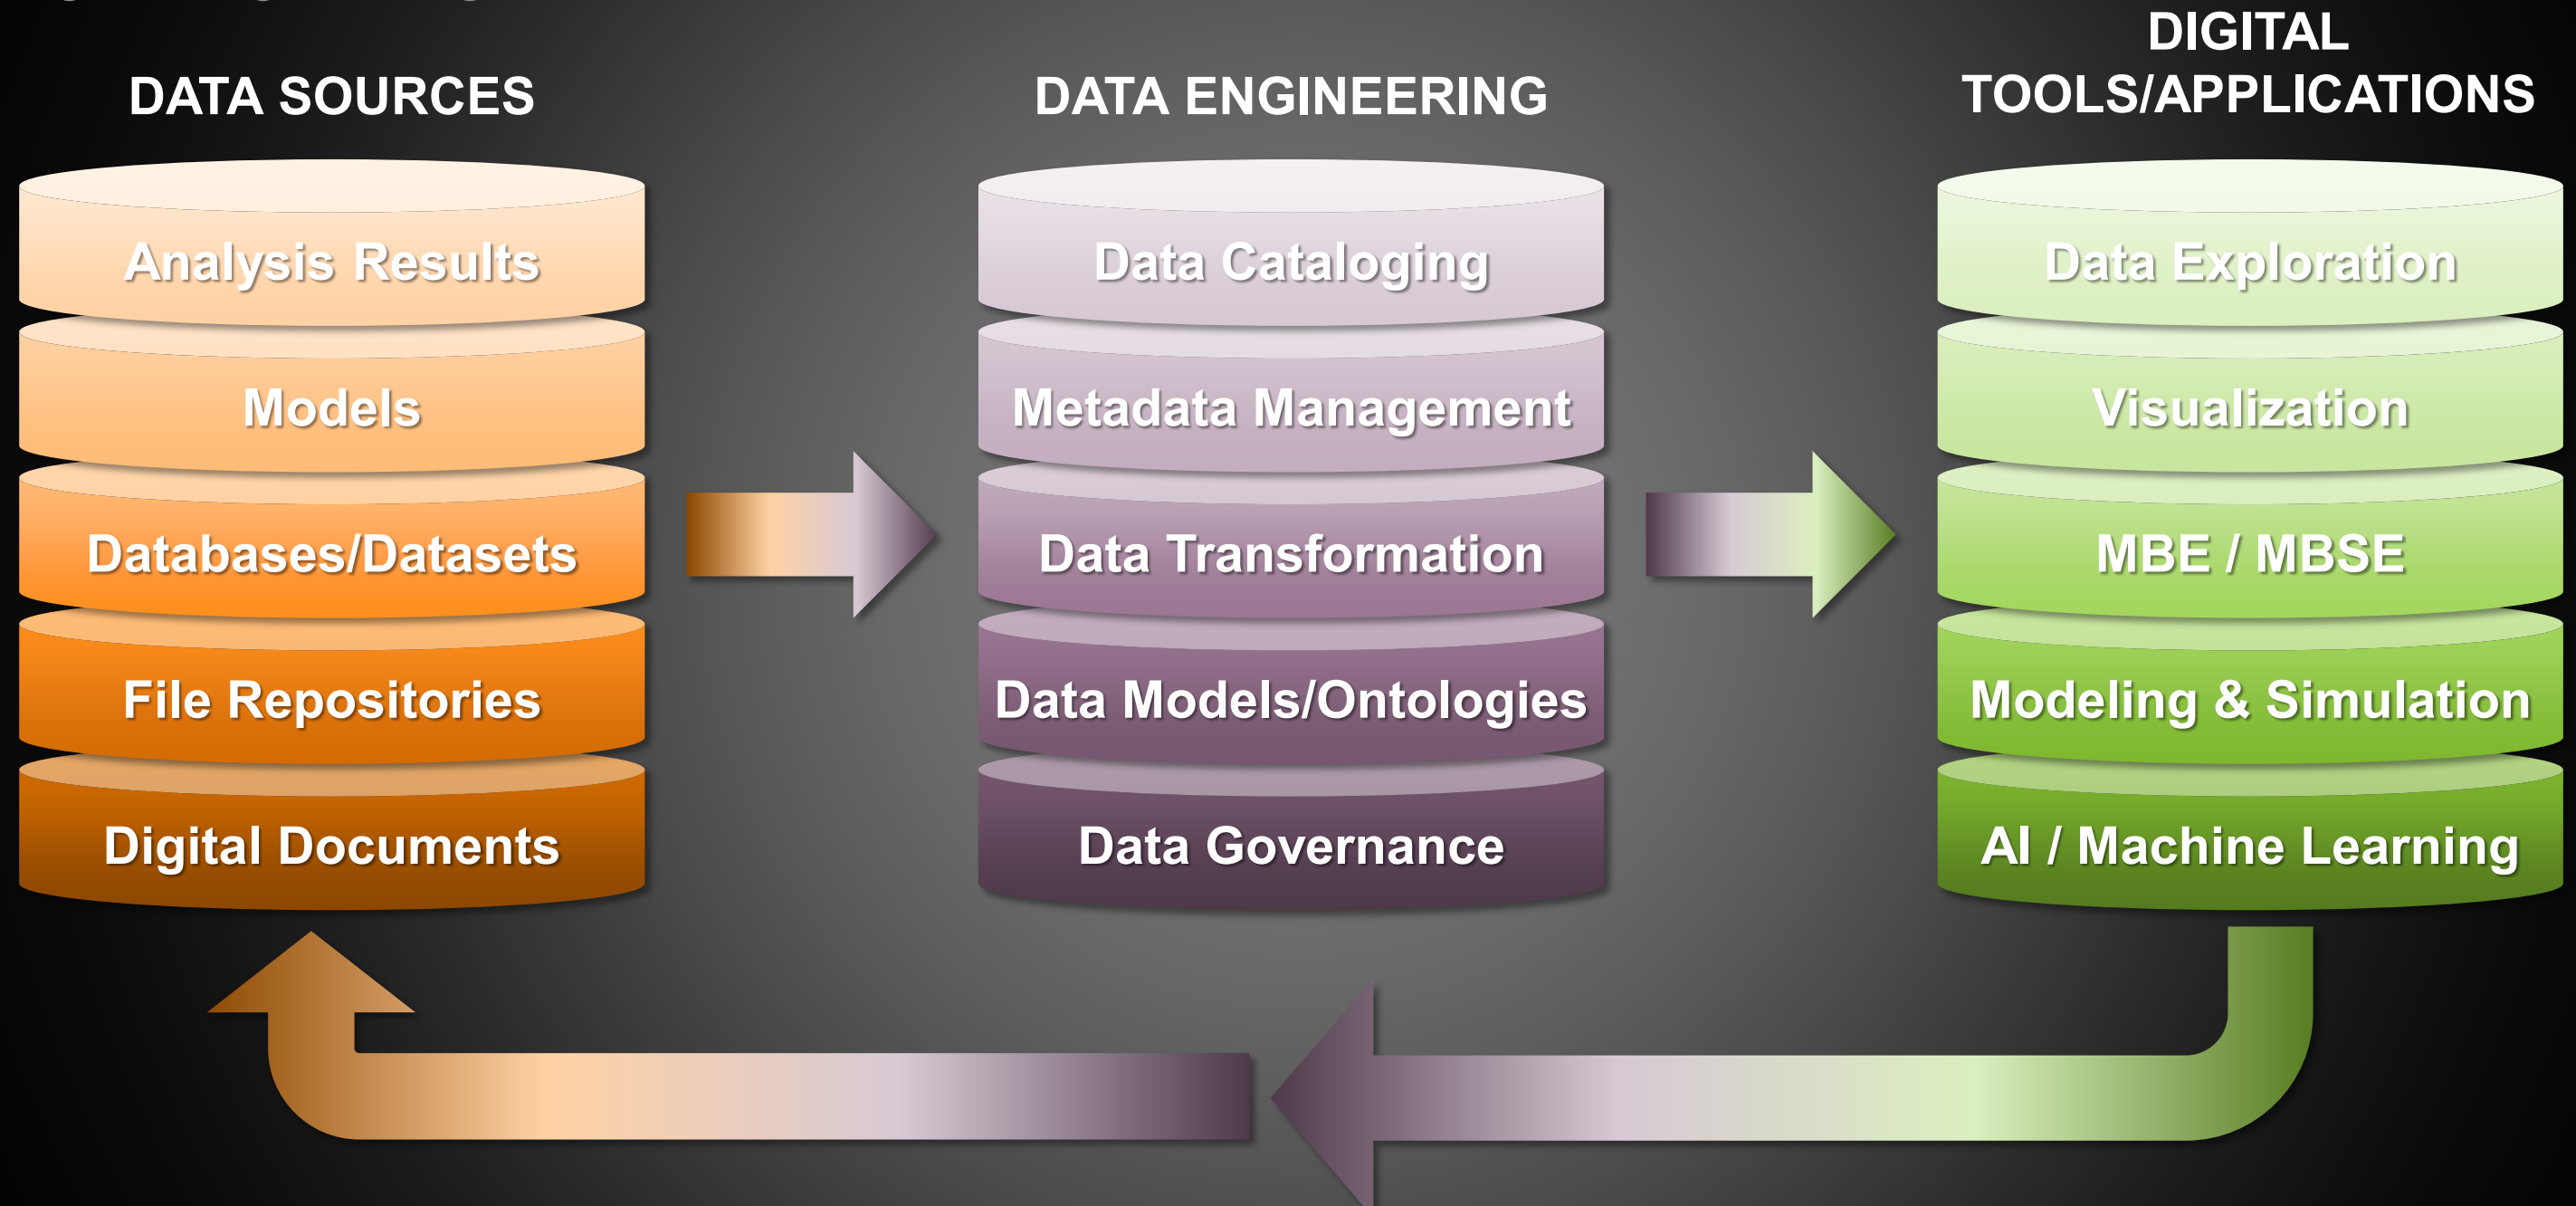 DATA SOURCES
Analysis Results
Models
Databases/Datasets
File Repositories
Digital Documents
DATA ENGINEERING
Data Cataloging
Metadata Management
Data Transformation
Data Models/Ontologies
Data Governance
DIGITAL
TOOLS/APPLICATIONS
Data Exploration
Visualization
MBE / MBSE
Modeling & Simulation
AI / Machine Learning